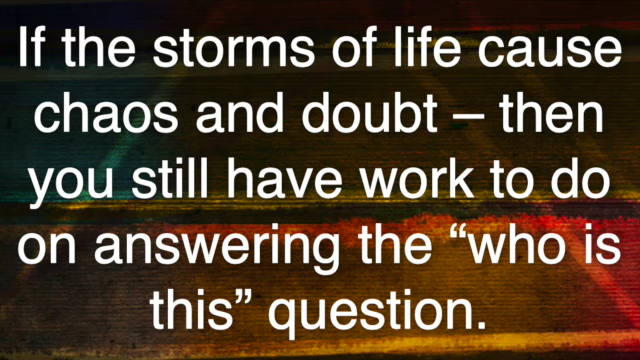 If the storms of life cause
chaos and doubt – then
you still have work to do
on answering the “who is
this” question.